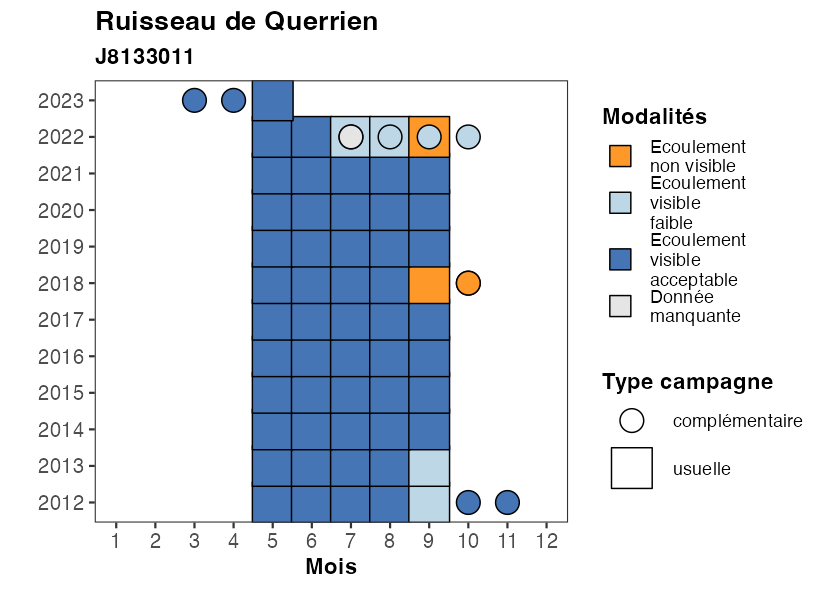 Ruisseau de Querrien
J8133011
2023
2022
2021
2020
2019
2018
2017
2016
2015
2014
2013
2012
1 2 3 4 5 6 7 8 9 10 11 12
Mois
Modalités
Ecoulement
non visible
Ecoulement
visible
faible
Ecoulement
visible
acceptable
Donnée
manquante
Type campagne
complémentaire
usuelle